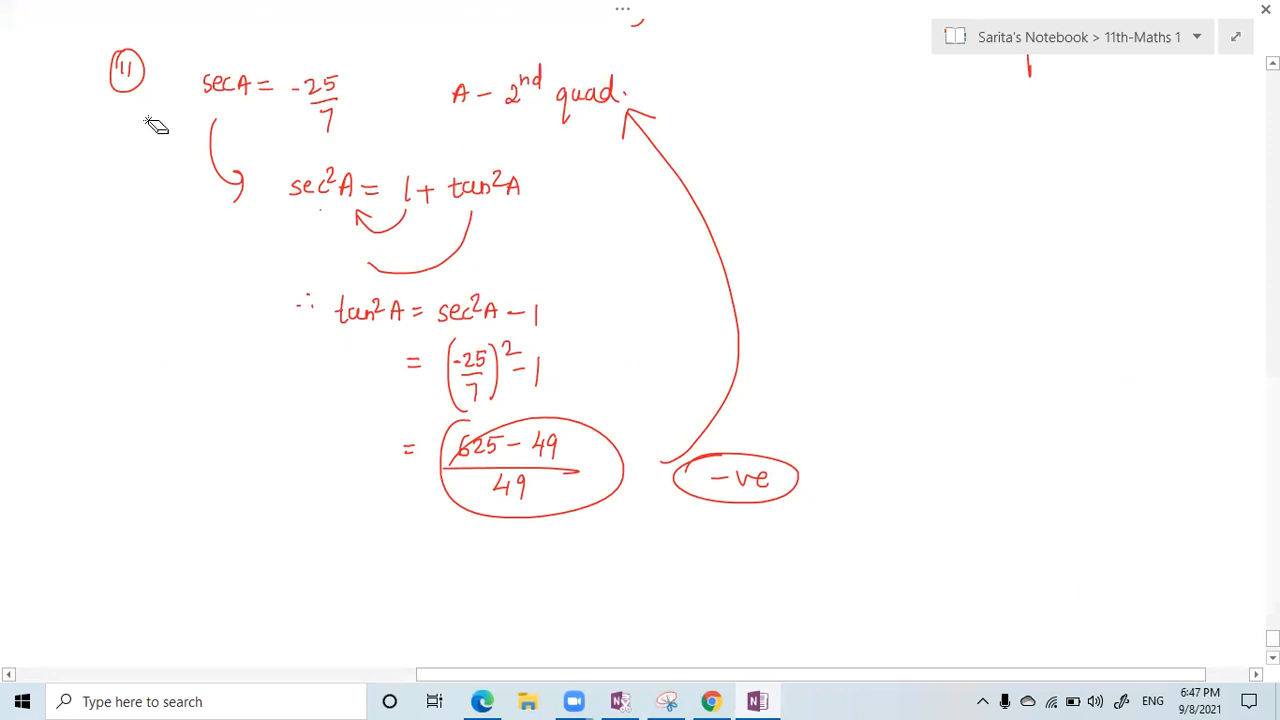 Sarita's Notebook > 11th-Maths 1
11
secA = -25/7 A - 2nd quad.
sec²A = 1 + tan²A
∴ tan²A = sec²A - 1
= (-25/7)² - 1
= (625 - 49)/49 -ve
Type here to search
ENG
6:47 PM
9/8/2021